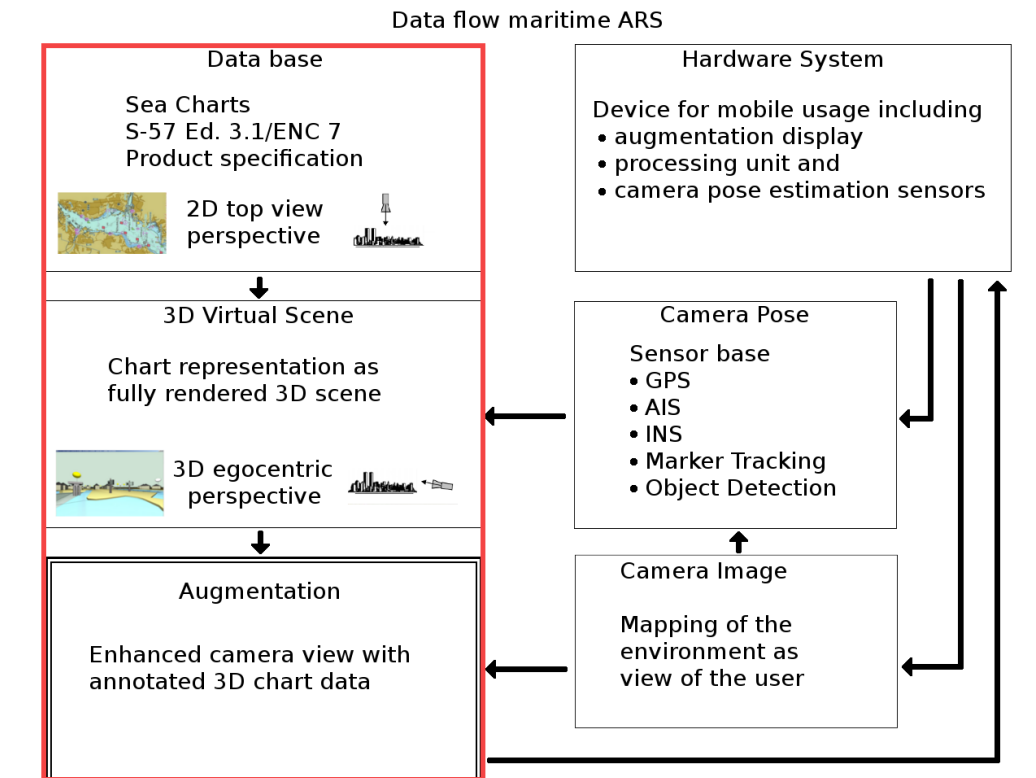 Data flow maritime ARS
Data base
Sea Charts
S-57 Ed. 3.1/ENC 7
Product specification
2D top view
perspective
3D Virtual Scene
Chart representation as
fully rendered 3D scene
3D egocentric
perspective
Augmentation
Enhanced camera view with
annotated 3D chart data
Hardware System
Device for mobile usage including
• augmentation display
• processing unit and
• camera pose estimation sensors
Camera Pose
Sensor base
• GPS
• AIS
• INS
• Marker Tracking
• Object Detection
Camera Image
Mapping of the
environment as
view of the user